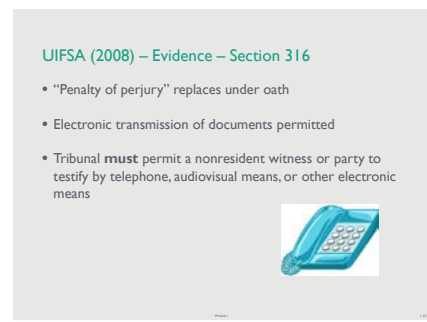 UIFSA (2008) – Evidence – Section 316
• “Penalty of perjury” replaces under oath
• Electronic transmission of documents permitted
• Tribunal must permit a nonresident witness or party to
testify by telephone, audiovisual means, or other electronic
means